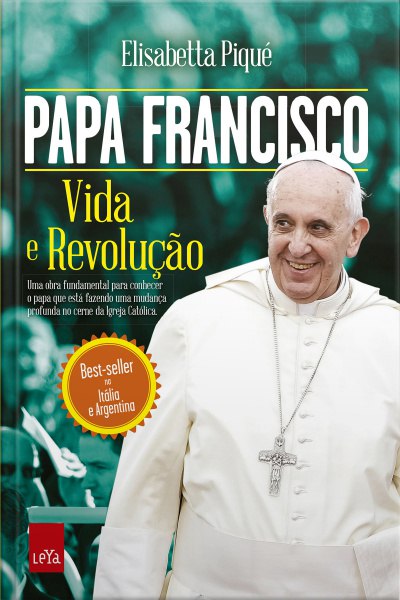 Elisabetta Piqué
PAPA FRANCISCO
Vida
e Revolução
Uma obra fundamental para conhecer
o papa que está fazendo uma mudança
profunda no cerne da Igreja Católica.
Best-seller
na
Itália
e Argentina
LeYa